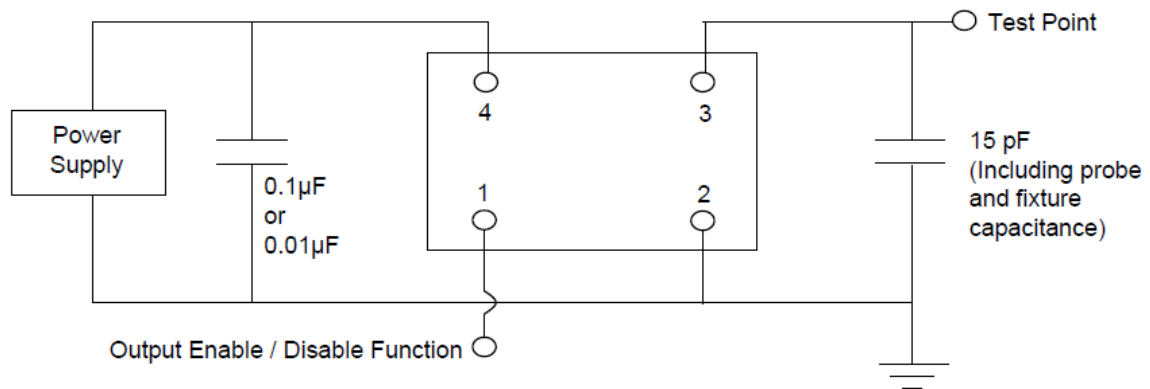 Test Point
4
3
Power
Supply
15 pF
(Including probe
and fixture
capacitance)
0.1µF
or
0.01µF
1
2
Output Enable / Disable Function